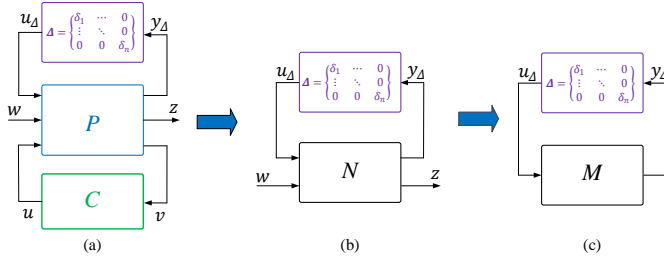 u_Δ
y_Δ
Δ = {δ_1 ⋯ 0
⋮ ⋱ ⋮
0 0 δ_n}
w
P
z
u
C
v
(a)
u_Δ
y_Δ
Δ = {δ_1 ⋯ 0
⋮ ⋱ 0
0 0 δ_n}
w
N
z
(b)
u_Δ
y_Δ
Δ = {δ_1 ⋯ 0
⋮ ⋱ 0
0 0 δ_n}
M
(c)